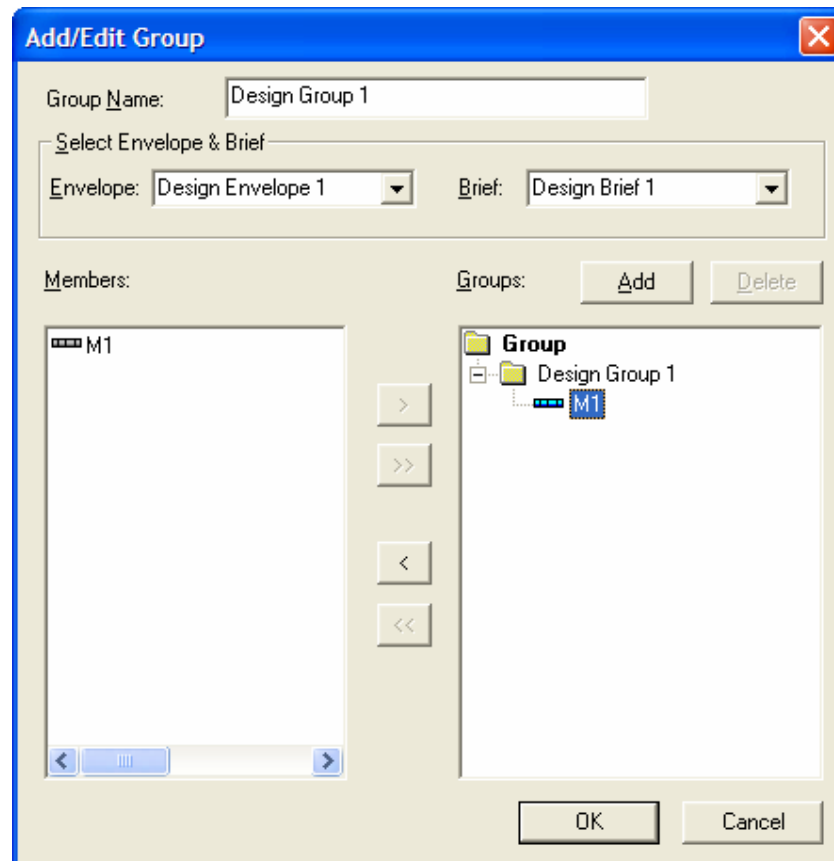 Add/Edit Group
Group Name: Design Group 1
Select Envelope & Brief
Envelope: Design Envelope 1 Brief: Design Brief 1
Members: Groups: Add Delete
M1
Group
Design Group 1
M1
>
>>
<
<<
OK Cancel